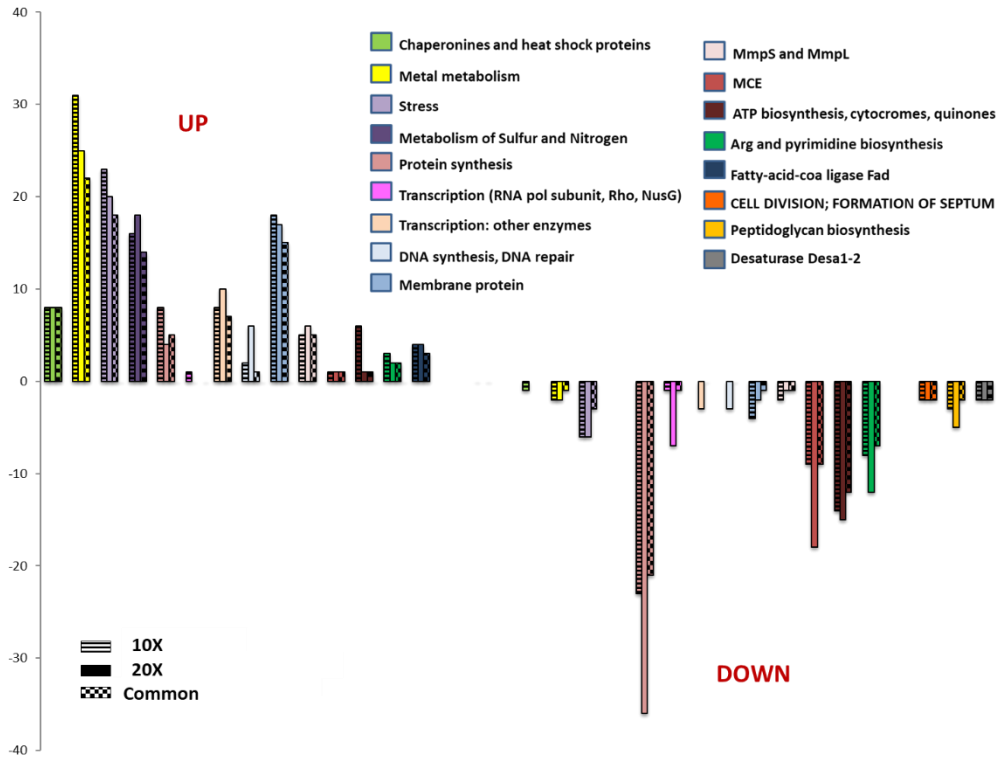 40
30
20
10
0
-10
-20
-30
-40
UP
Chaperonines and heat shock proteins
Metal metabolism
Stress
Metabolism of Sulfur and Nitrogen
Protein synthesis
Transcription (RNA pol subunit, Rho, NusG)
Transcription: other enzymes
DNA synthesis, DNA repair
Membrane protein
MmpS and MmpL
MCE
ATP biosynthesis, cytocromes, quinones
Arg and pyrimidine biosynthesis
Fatty-acid-coa ligase Fad
CELL DIVISION; FORMATION OF SEPTUM
Peptidoglycan biosynthesis
Desaturase Desa1-2
10X
20X
Common
DOWN